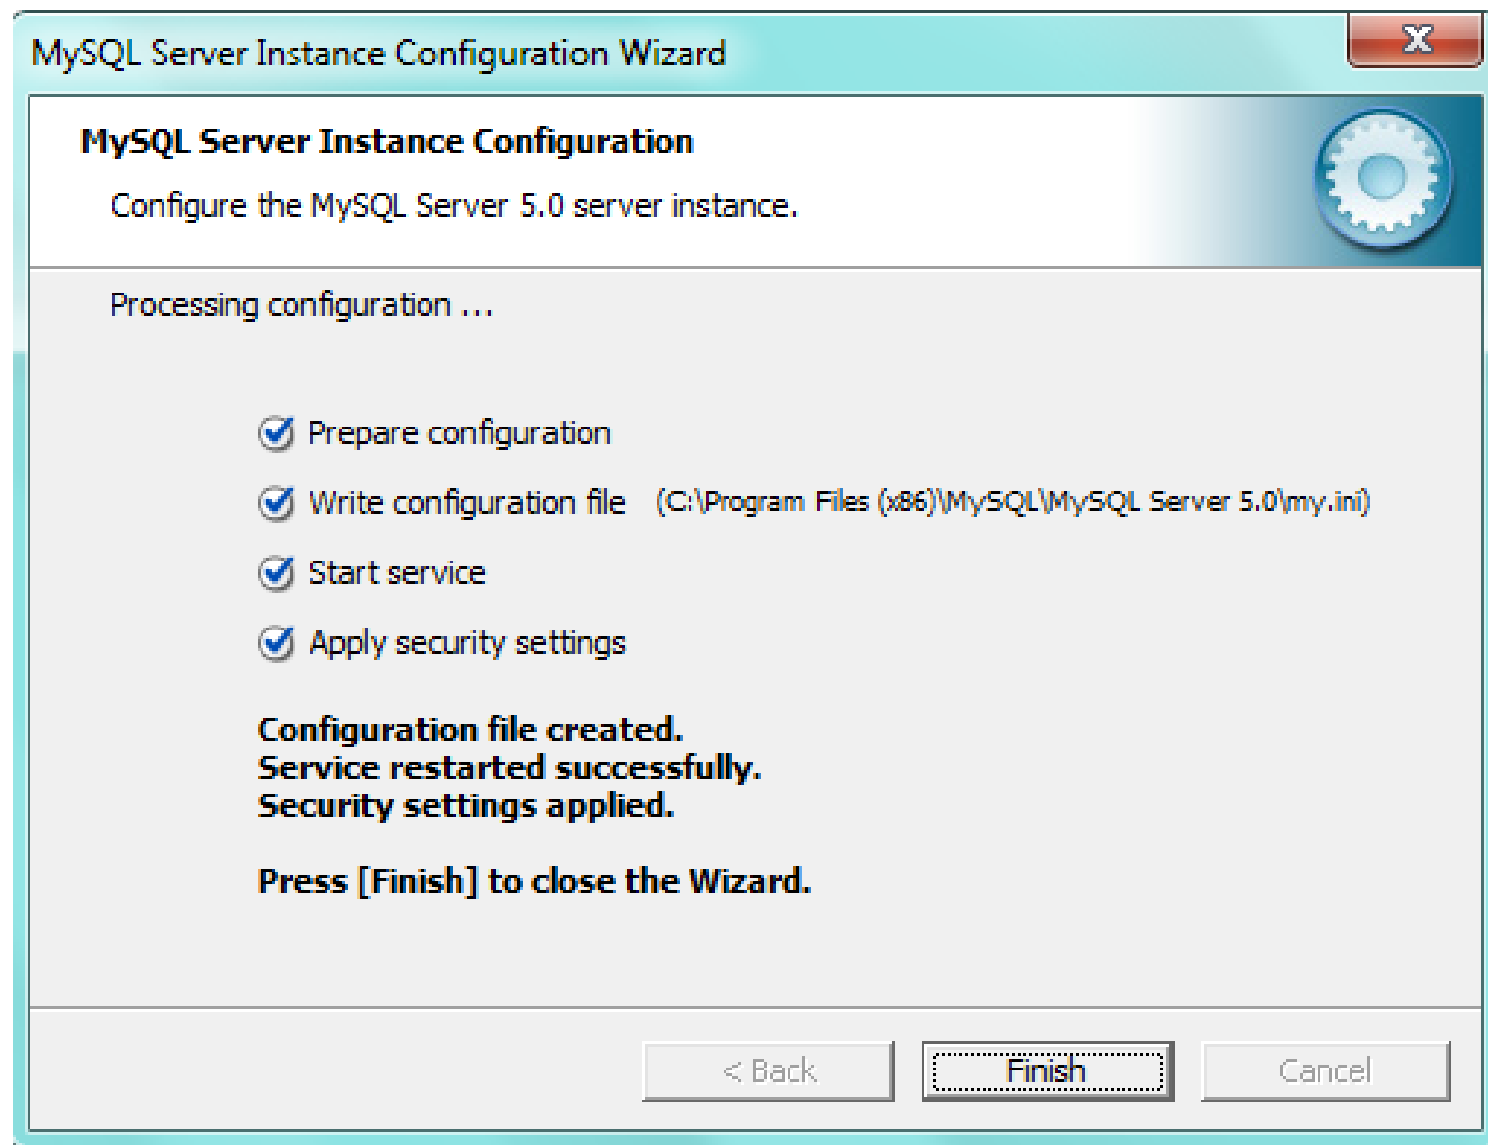 MySQL Server Instance Configuration Wizard
MySQL Server Instance Configuration
Configure the MySQL Server 5.0 server instance.
Processing configuration ...
Prepare configuration
Write configuration file (C:\Program Files (x86)\MySQL\MySQL Server 5.0\my.ini)
Start service
Apply security settings
Configuration file created.
Service restarted successfully.
Security settings applied.
Press [Finish] to close the Wizard.
< Back Finish Cancel